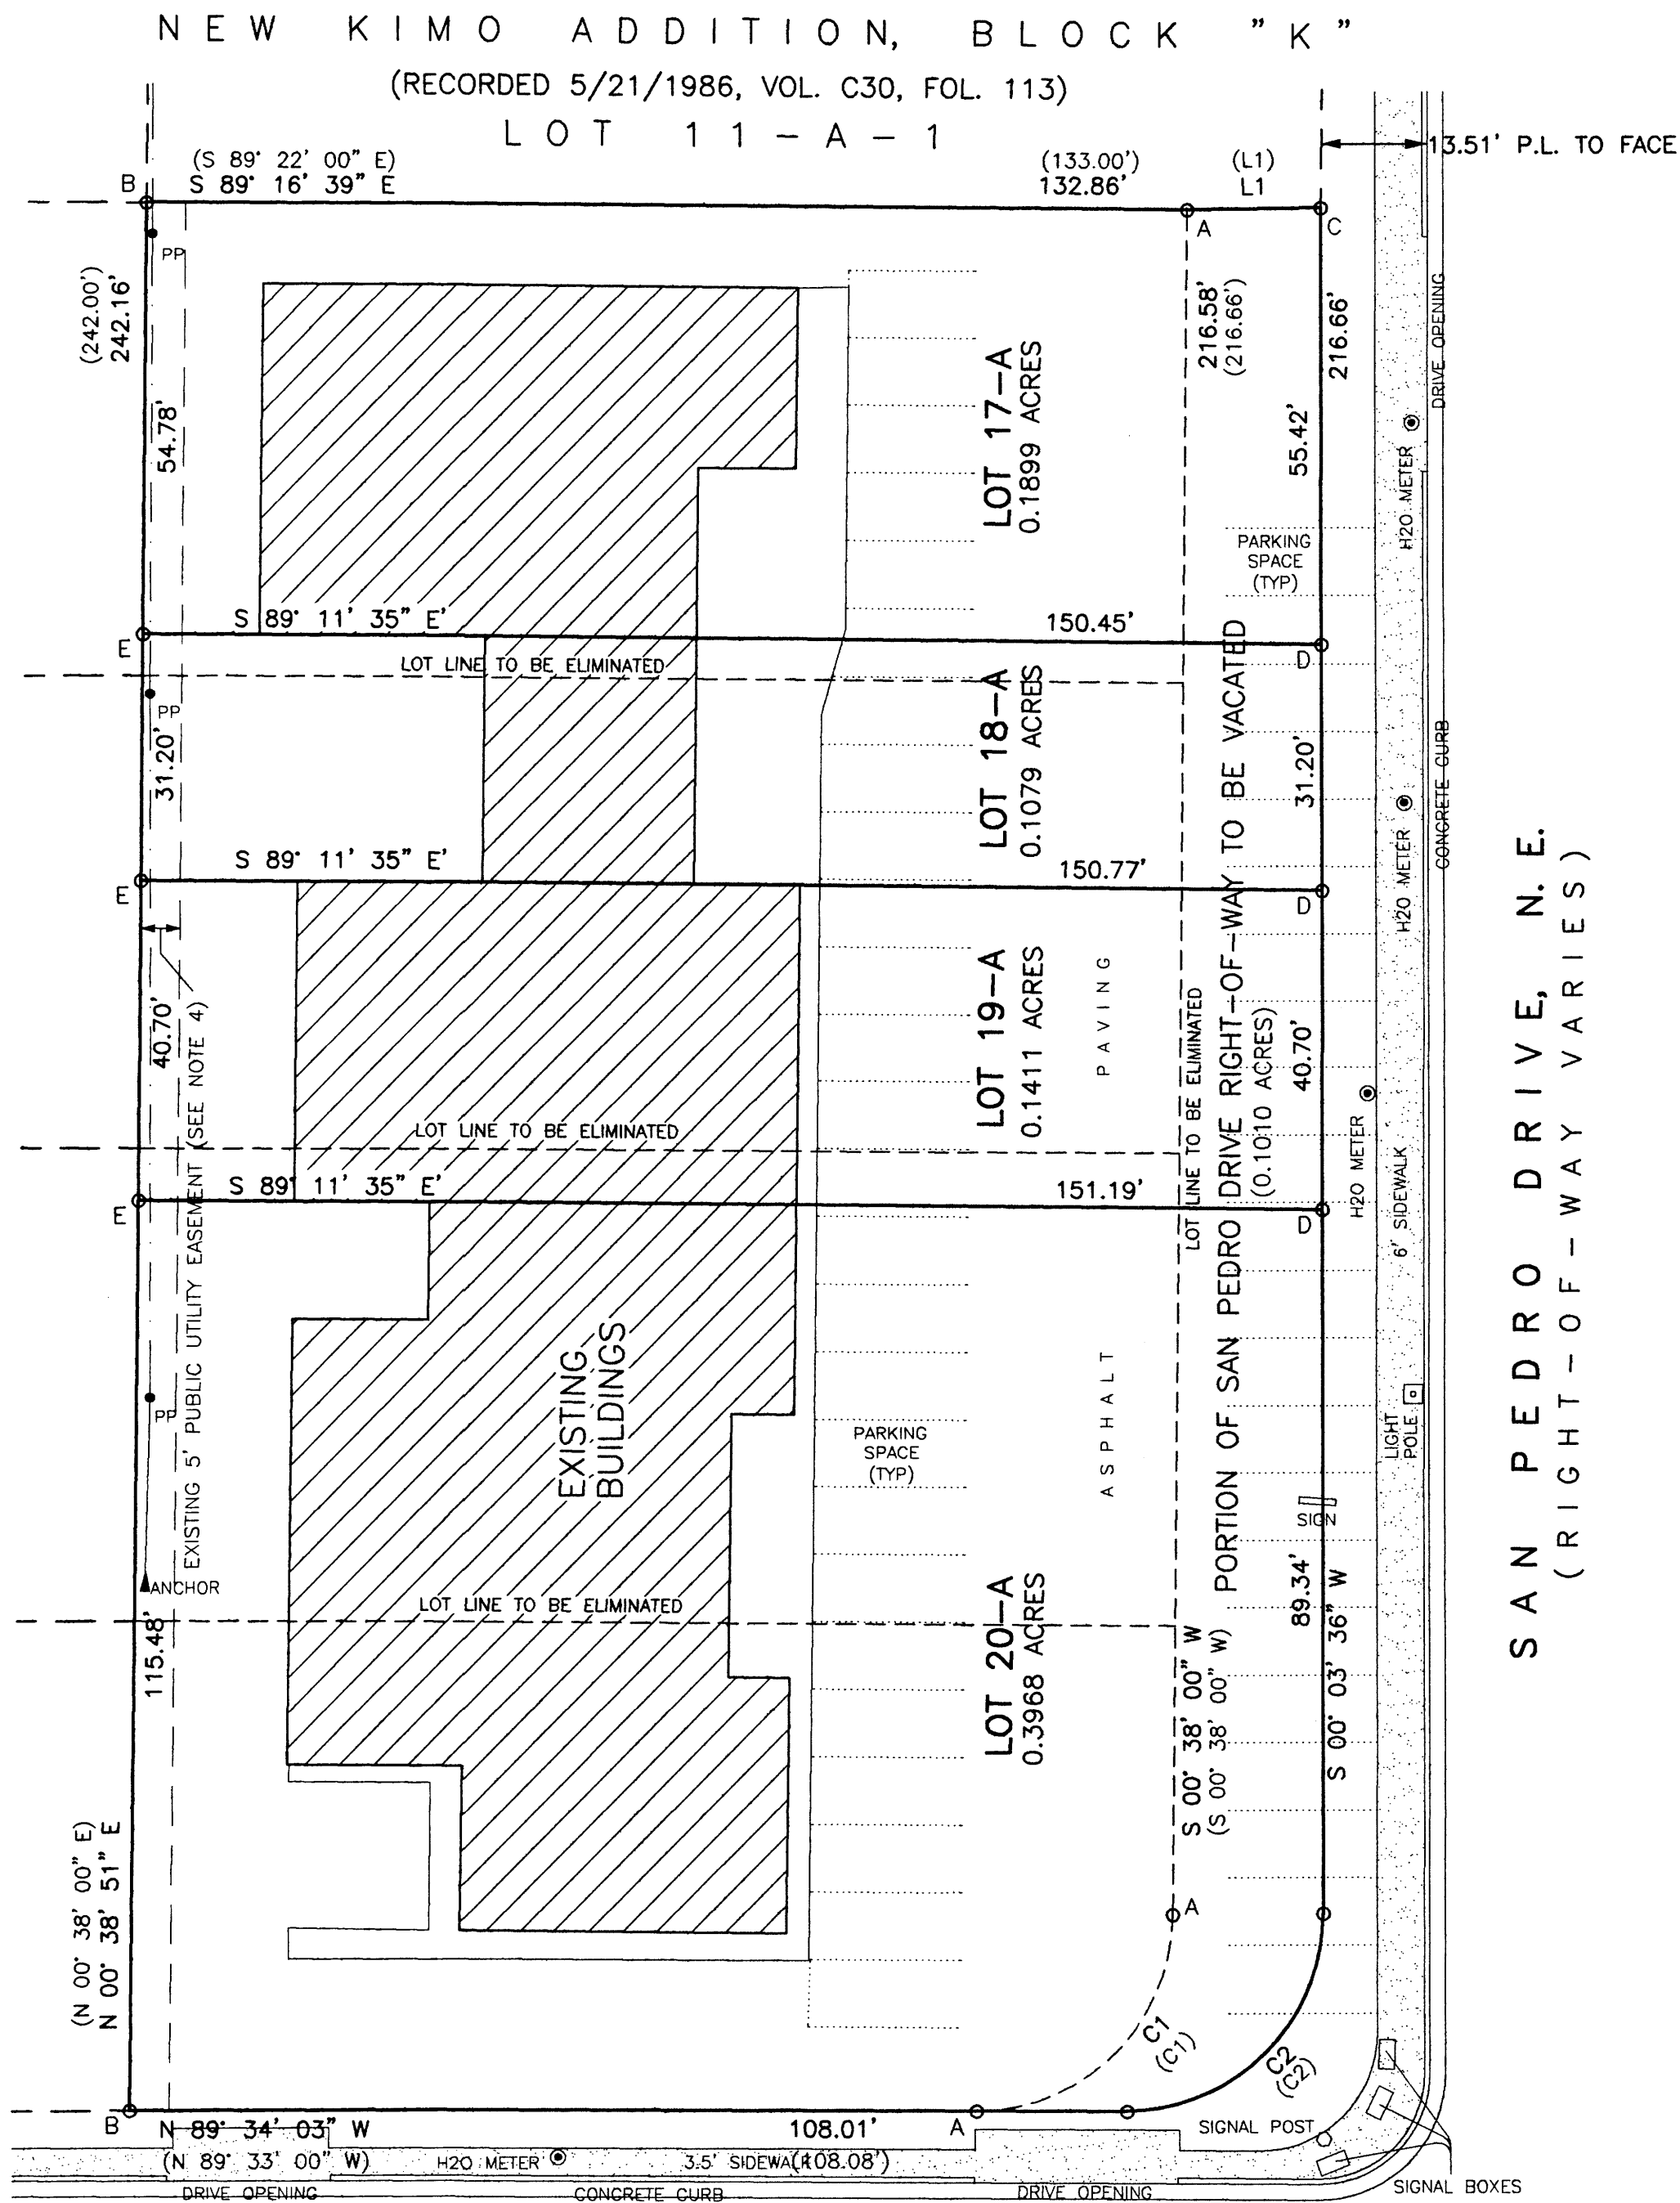 NEW KIMO ADDITION, BLOCK "K"
(RECORDED 5/21/1986, VOL. C30, FOL. 113)
LOT 11-A-1
13.51' P.L. TO FACE
(S 89° 22' 00" E)
S 89° 16' 39" E
(133.00')
132.86'
(L1)
L1
B
A
C
PP
(242.00')
242.16'
216.58'
(216.66')
216.66'
DRIVE OPENING
54.78'
LOT 17-A
0.1899 ACRES
55.42'
H2O METER
PARKING
SPACE
(TYP)
S 89° 11' 35" E'
150.45'
E
D
LOT LINE TO BE ELIMINATED
PP
31.20'
LOT 18-A
0.1079 ACRES
31.20'
H2O METER
CONCRETE CURB
S 89° 11' 35" E'
150.77'
E
D
40.70'
EXISTING 5' PUBLIC UTILITY EASEMENT (SEE NOTE 4)
LOT 19-A
0.1411 ACRES
PAVING
LOT LINE TO BE ELIMINATED
PORTION OF SAN PEDRO DRIVE RIGHT-OF-WAY TO BE VACATED
(0.1010 ACRES)
40.70'
H2O METER
6' SIDEWALK
SAN PEDRO DRIVE, N.E.
(RIGHT-OF-WAY VARIES)
LOT LINE TO BE ELIMINATED
S 89° 11' 35" E'
151.19'
E
D
EXISTING
BUILDINGS
PARKING
SPACE
(TYP)
ASPHALT
PP
LIGHT
POLE
SIGN
ANCHOR
LOT LINE TO BE ELIMINATED
115.48'
LOT 20-A
0.3968 ACRES
S 00° 38' 00" W
(S 00° 38' 00" W)
89.34'
S 00° 03' 36" W
(N 00° 38' 00" E)
N 00° 38' 51" E
A
C1
(C1)
C2
(C2)
B
N 89° 34' 03" W
108.01'
A
SIGNAL POST
(N 89° 33' 00" W)
H2O METER
3.5' SIDEWALK
(108.08')
DRIVE OPENING
CONCRETE CURB
DRIVE OPENING
SIGNAL BOXES